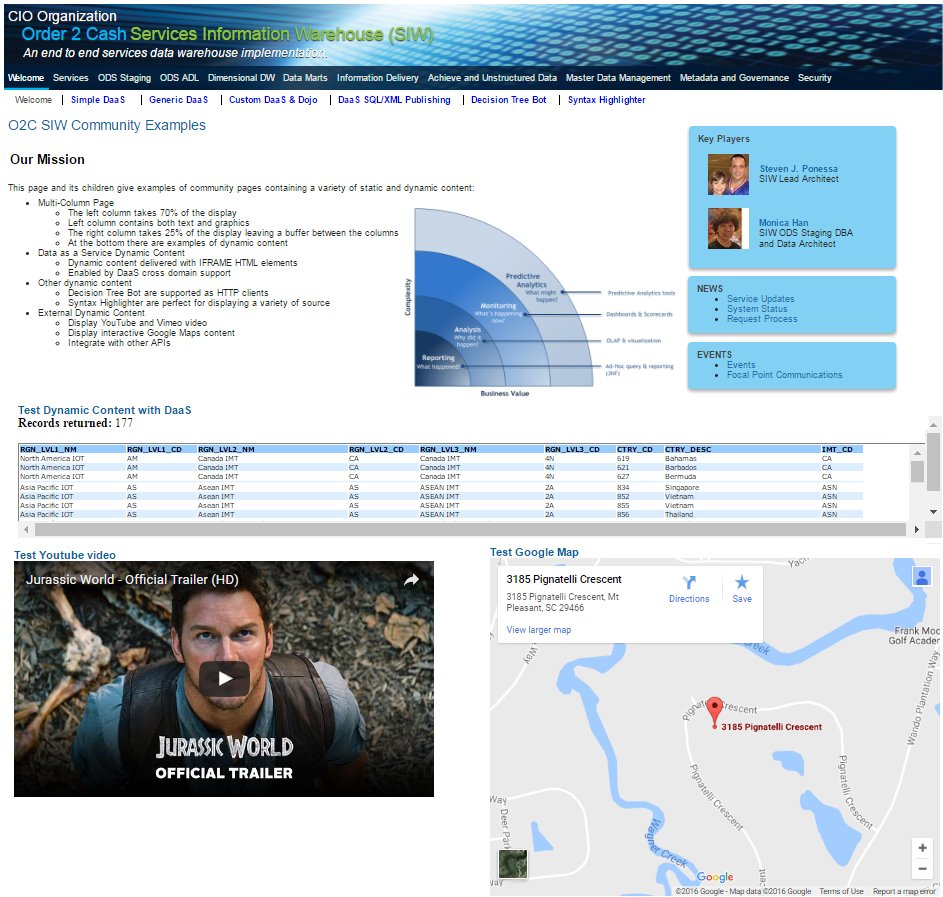 CIO Organization
Order 2 Cash Services Information Warehouse (SIW)
An end to end services data warehouse implementation.
Welcome Services ODS Staging ODS ADL Dimensional DW Data Marts Information Delivery Achieve and Unstructured Data Master Data Management Metadata and Governance Security
Welcome | Simple DaaS | Generic DaaS | Custom DaaS & Dojo | DaaS SQL/XML Publishing | Decision Tree Bot | Syntax Highlighter
O2C SIW Community Examples
Our Mission
This page and its children give examples of community pages containing a variety of static and dynamic content:
Multi-Column Page
The left column takes 70% of the display
Left column contains both text and graphics
The right column takes 25% of the display leaving a buffer between the columns
At the bottom there are examples of dynamic content
Data as a Service Dynamic Content
Dynamic content delivered with IFRAME HTML elements
Enabled by DaaS cross domain support
Other dynamic content
Decision Tree Bot are supported as HTTP clients
Syntax Highlighter are perfect for displaying a variety of source
External Dynamic Content
Display YouTube and Vimeo video
Display interactive Google Maps content
Integrate with other APIs
Complexity
Predictive
Analytics
What might
happen?
Monitoring
What's happening
now?
Analysis
Why did it
happen?
Reporting
What happened?
Business Value
Predictive Analytics tools
Dashboards & Scorecards
OLAP & visualization
Ad-Hoc query & reporting
(3NF)
Key Players
Steven J. Ponessa
SIW Lead Architect
Monica Han
SIW ODS Staging DBA
and Data Architect
NEWS
Service Updates
System Status
Request Process
EVENTS
Events
Focal Point Communications
Test Dynamic Content with DaaS
Records returned: 177
RGN_LVL1_NM RGN_LVL1_CD RGN_LVL2_NM RGN_LVL2_CD RGN_LVL3_NM RGN_LVL3_CD CTRY_CD CTRY_DESC IMT_CD
North America IOT AM Canada IMT CA Canada IMT 4N 619 Bahamas CA
North America IOT AM Canada IMT CA Canada IMT 4N 621 Barbados CA
North America IOT AM Canada IMT CA Canada IMT 4N 627 Bermuda CA
Asia Pacific IOT AS Asean IMT AS ASEAN IMT 2A 834 Singapore ASN
Asia Pacific IOT AS Asean IMT AS ASEAN IMT 2A 852 Vietnam ASN
Asia Pacific IOT AS Asean IMT AS ASEAN IMT 2A 855 Vietnam ASN
Asia Pacific IOT AS Asean IMT AS ASEAN IMT 2A 856 Thailand ASN
Test Youtube video
Jurassic World - Official Trailer (HD)
JURASSIC WORLD
OFFICIAL TRAILER
Test Google Map
3185 Pignatelli Crescent
3185 Pignatelli Crescent, Mt
Pleasant, SC 29466
View larger map
Directions
Save
Yach
Creek
Way
Frank Moo
Golf Academ
Wando Plantation Way
Pignatelli Crescent
3185 Pignatelli Crescent
Pignatelli Crescent
Pignatelli Crescent
Way
Deer Park
Wagner Creek
cent
+
−
Google
©2016 Google - Map data ©2016 Google Terms of Use Report a map error